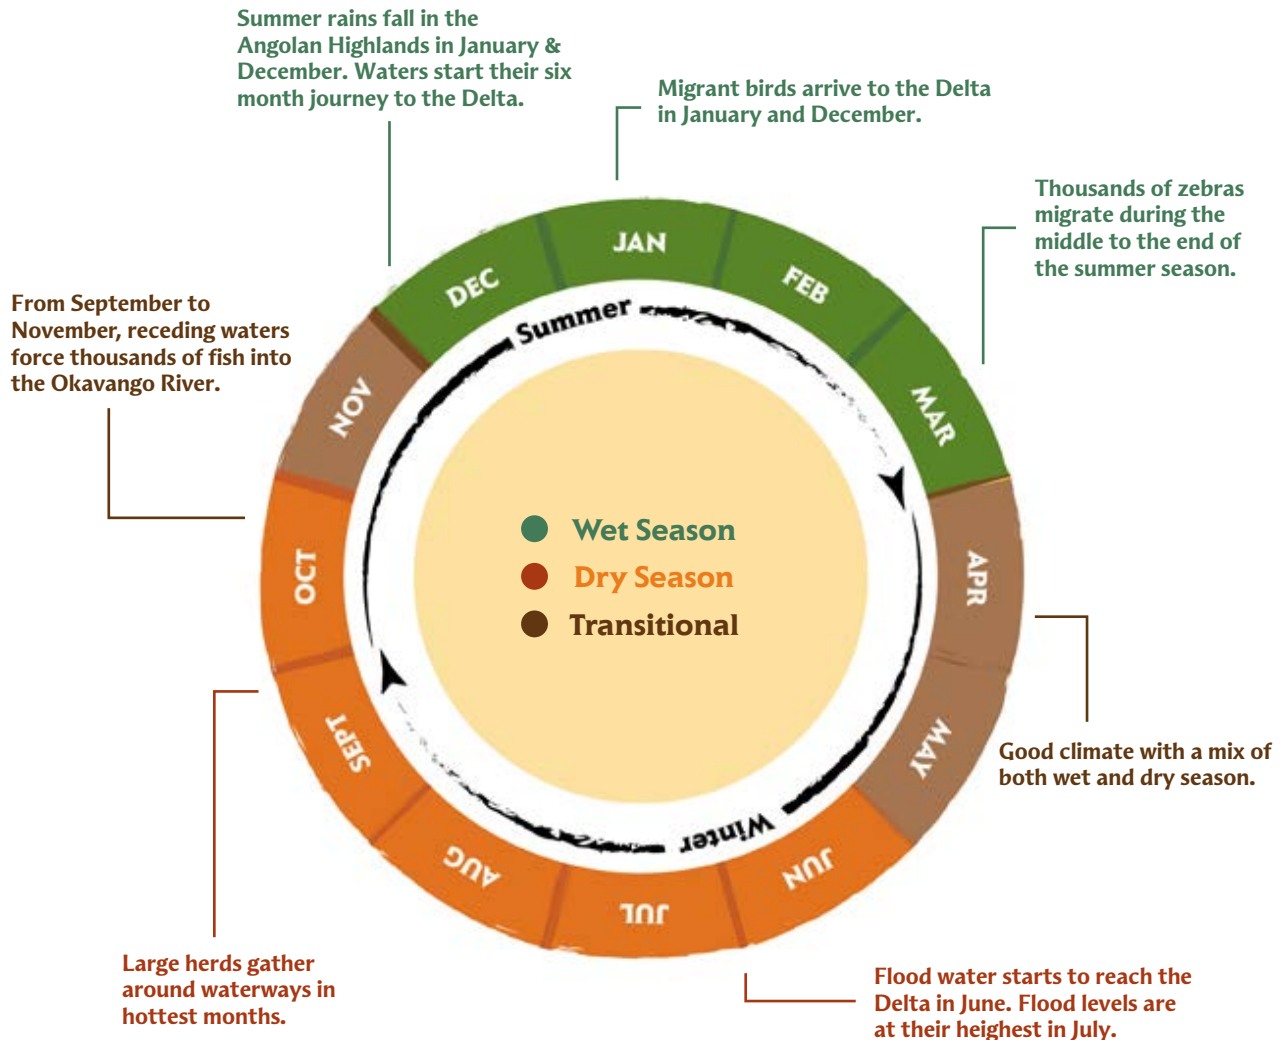 Summer rains fall in the
Angolan Highlands in January &
December. Waters start their six
month journey to the Delta.
Migrant birds arrive to the Delta
in January and December.
Thousands of zebras
migrate during the
middle to the end of
the summer season.
From September to
November, receding waters
force thousands of fish into
the Okavango River.
JAN
FEB
MAR
APR
MAY
JUN
JUL
AUG
SEPT
OCT
NOV
DEC
Summer
Winter
Wet Season
Dry Season
Transitional
Good climate with a mix of
both wet and dry season.
Large herds gather
around waterways in
hottest months.
Flood water starts to reach the
Delta in June. Flood levels are
at their heighest in July.